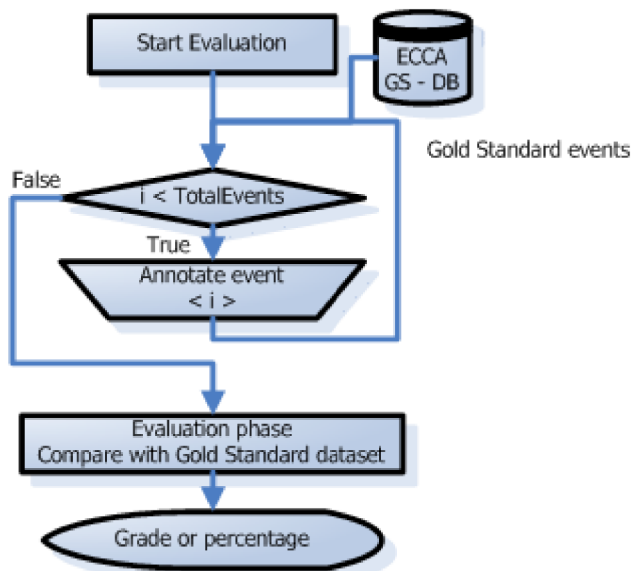 Start Evaluation
ECCA
GS - DB
Gold Standard events
False
i < TotalEvents
True
Annotate event
< i >
Evaluation phase
Compare with Gold Standard dataset
Grade or percentage